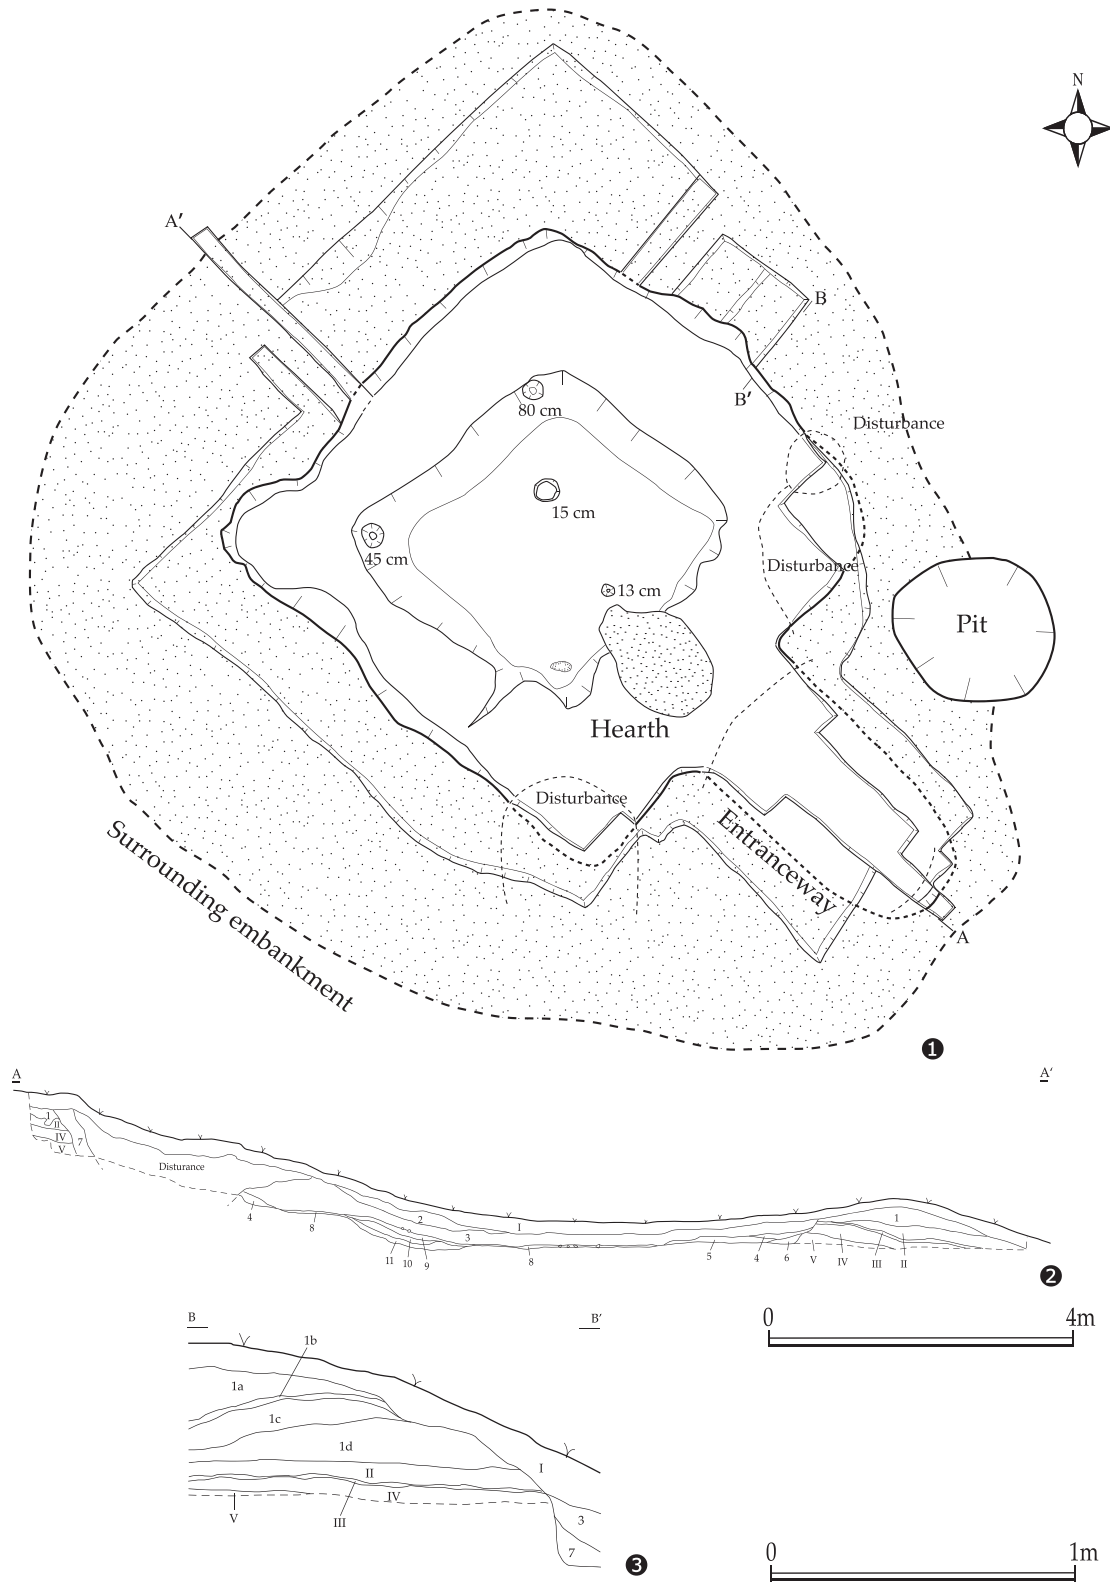 N
A'
B
B'
80 cm
Disturbance
15 cm
45 cm
Disturbance
13 cm
Pit
Hearth
Disturbance
Entranceway
Surrounding embankment
A
1
A
A'
1
II
IV
V
7
Disturance
4
8
2
I
3
11
10
9
8
5
4
6
V
IV
III
II
1
2
B
B'
1b
1a
1c
1d
I
II
IV
V
III
3
7
3
0 4m
0 1m